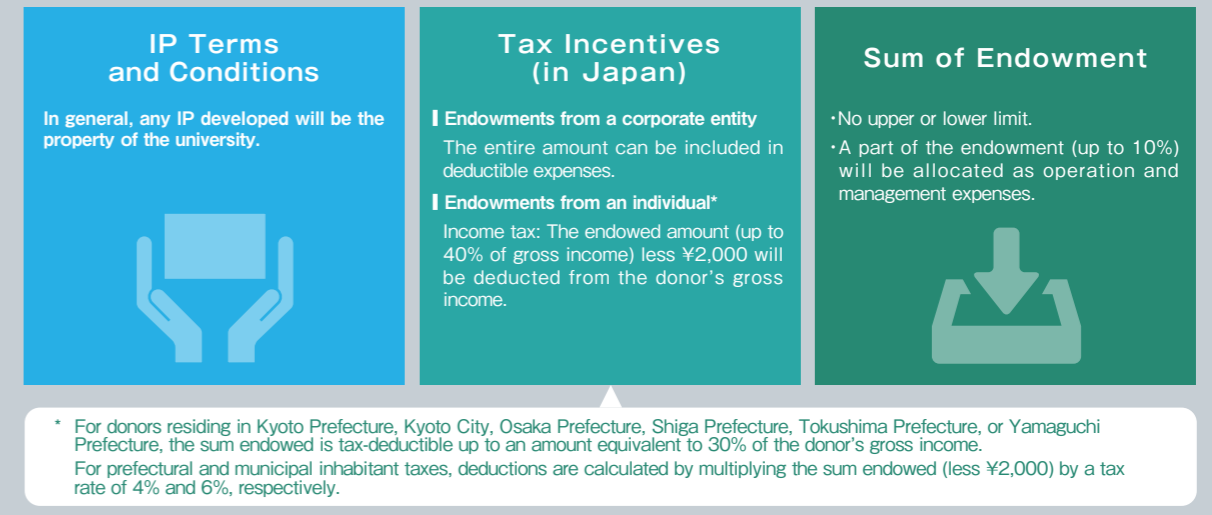 IP Terms
and Conditions
In general, any IP developed will be the
property of the university.
Tax Incentives
(in Japan)
Endowments from a corporate entity
The entire amount can be included in
deductible expenses.
Endowments from an individual*
Income tax: The endowed amount (up to
40% of gross income) less ¥2,000 will
be deducted from the donor’s gross
income.
Sum of Endowment
・No upper or lower limit.
・A part of the endowment (up to 10%)
will be allocated as operation and
management expenses.
* For donors residing in Kyoto Prefecture, Kyoto City, Osaka Prefecture, Shiga Prefecture, Tokushima Prefecture, or Yamaguchi
Prefecture, the sum endowed is tax-deductible up to an amount equivalent to 30% of the donor’s gross income.
For prefectural and municipal inhabitant taxes, deductions are calculated by multiplying the sum endowed (less ¥2,000) by a tax
rate of 4% and 6%, respectively.